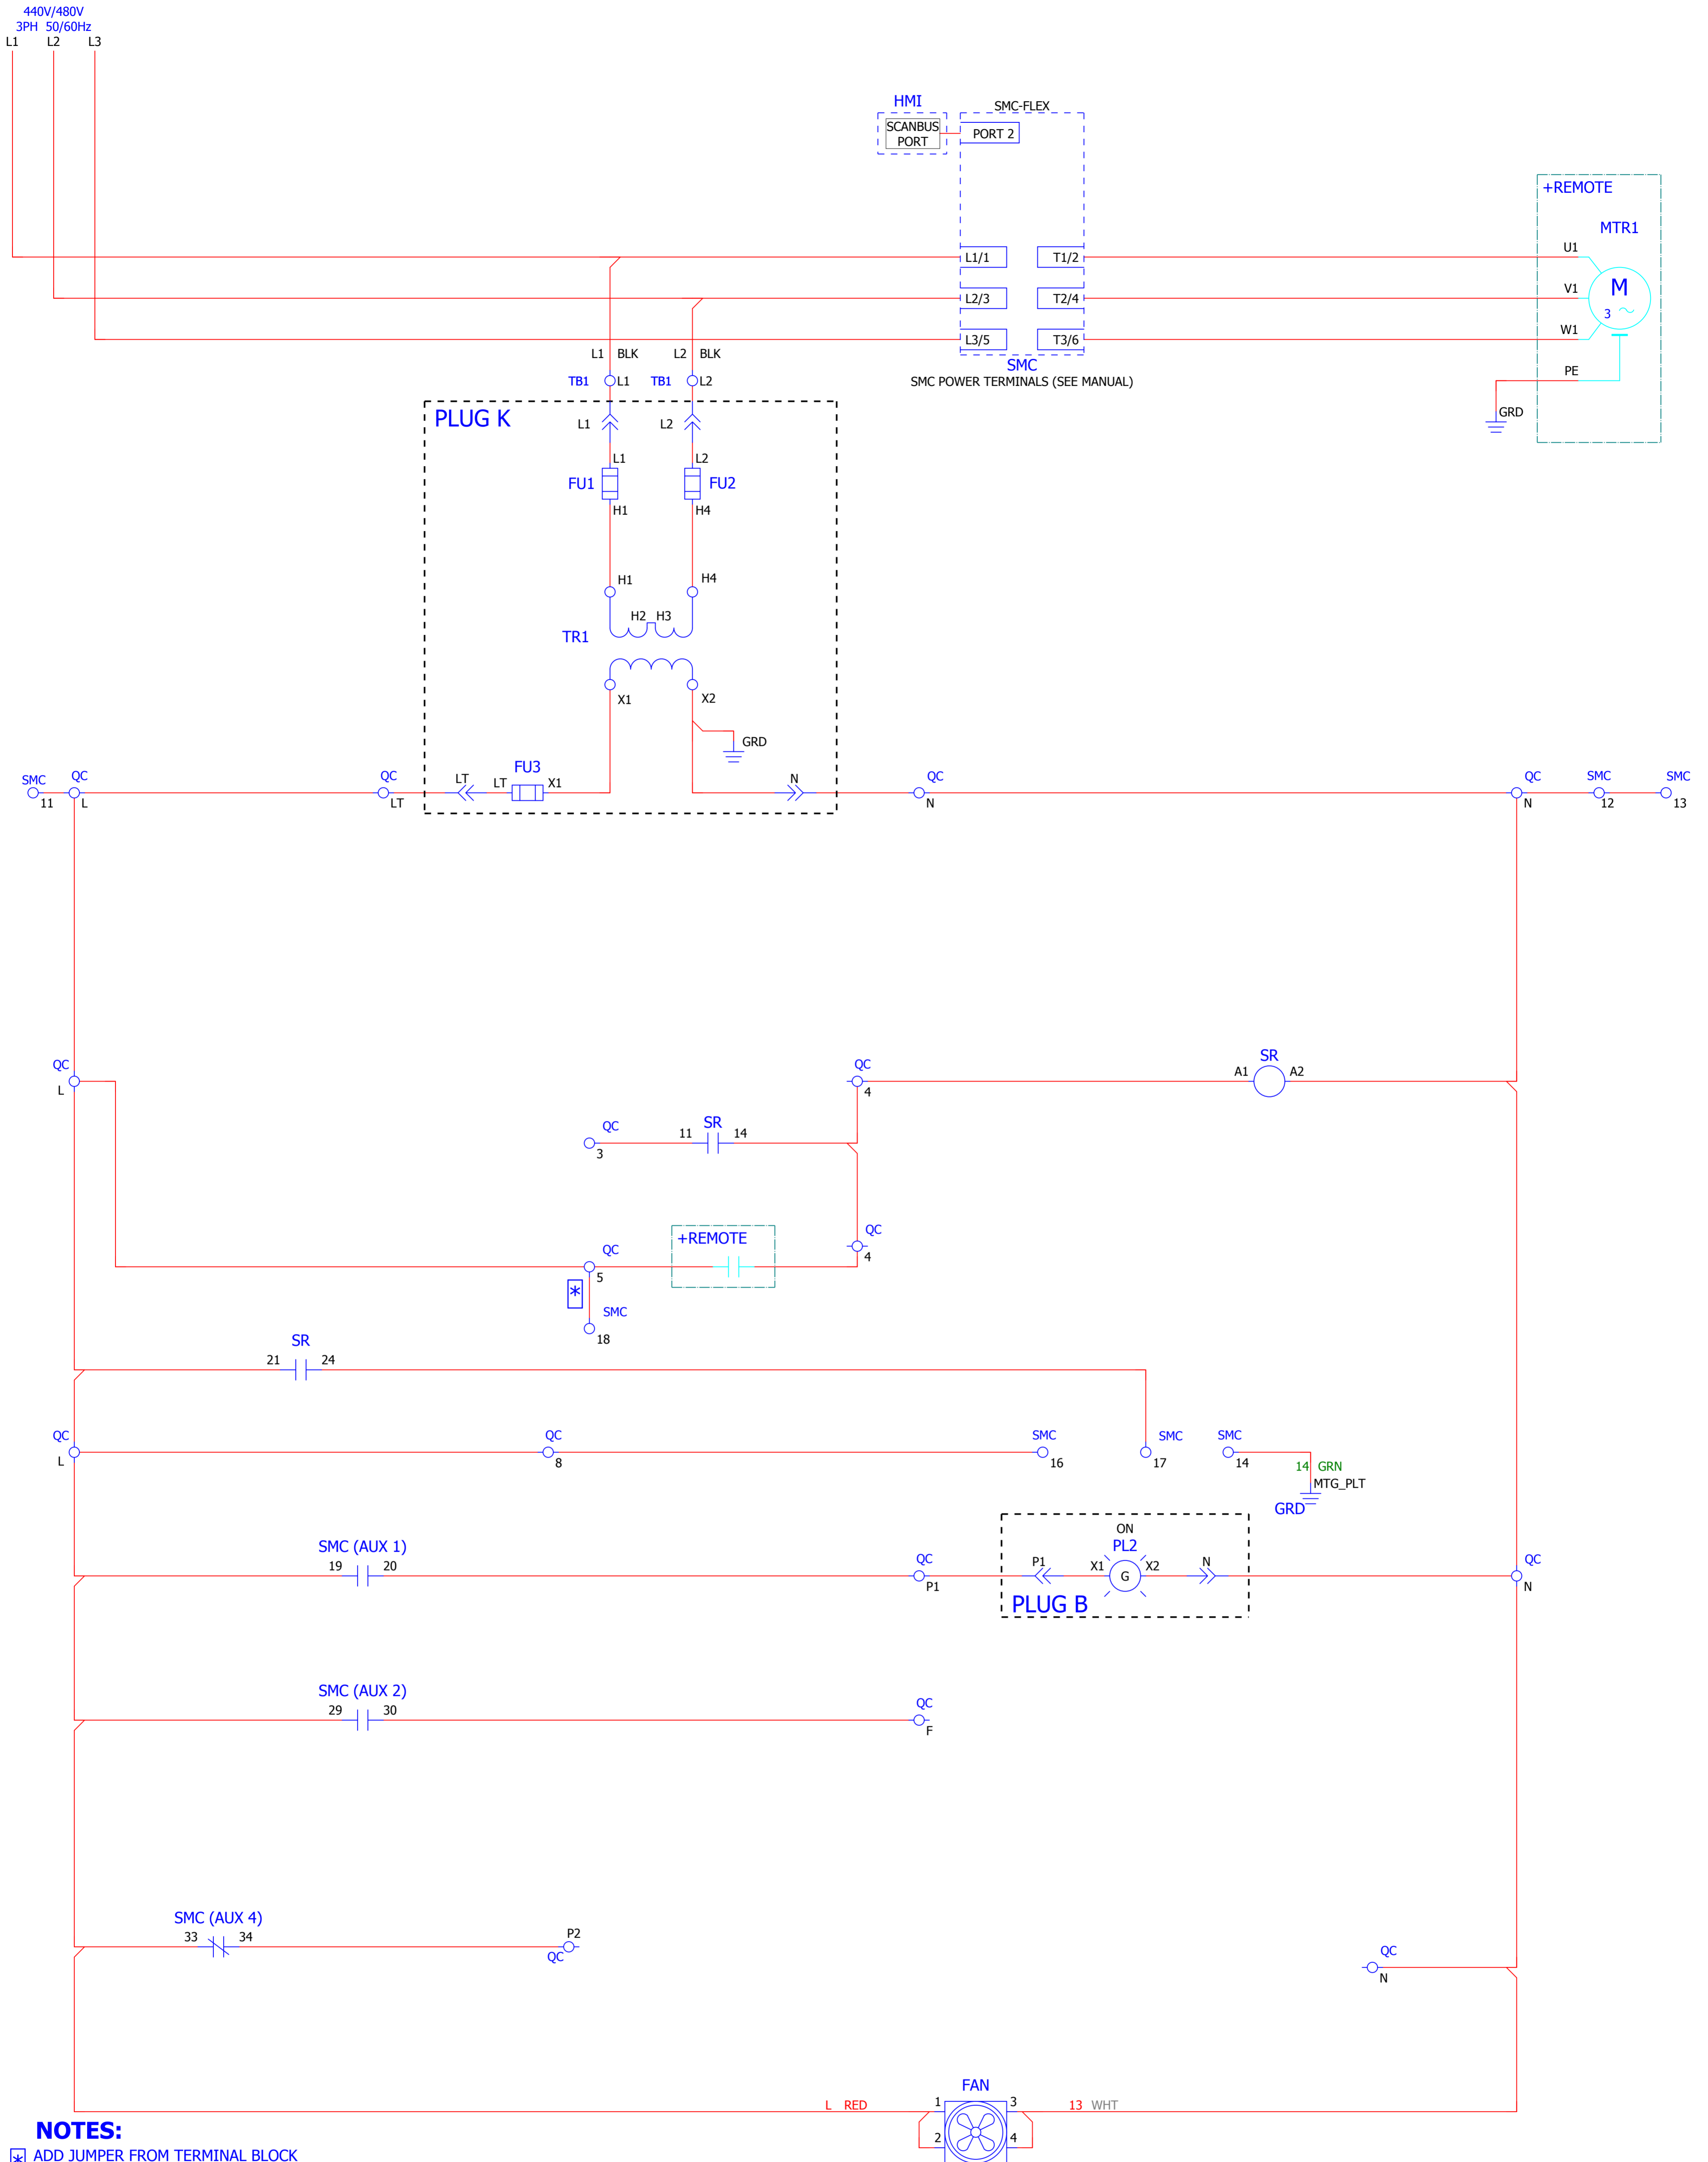 440V/480V
3PH 50/60Hz
L1 L2 L3
HMI
SMC-FLEX
SCANBUS
PORT
PORT 2
+REMOTE
MTR1
L1/1 T1/2 U1
L2/3 T2/4 V1
M
3
L3/5 T3/6 W1
SMC
SMC POWER TERMINALS (SEE MANUAL)
PE
GRD
L1 BLK L2 BLK
TB1 L1 TB1 L2
PLUG K
L1 L2
L1 L2
FU1 FU2
H1 H4
H1 H4
H2 H3
TR1
X1 X2
GRD
SMC QC QC LT LT FU3 X1 N QC QC SMC SMC
11 L LT N N 12 13
QC QC SR
L 4 A1 A2
QC SR
3 11 14
+REMOTE
QC QC
5 4
*
SMC
18
SR
21 24
QC QC SMC SMC SMC
L 8 16 17 14
14 GRN
MTG_PLT
GRD
SMC (AUX 1)
19 20
QC
P1
ON
PL2
P1 X1 G X2 N
PLUG B
QC
N
SMC (AUX 2)
29 30
QC
F
SMC (AUX 4)
33 34
P2
QC
QC
N
FAN
L RED 1 3 13 WHT
2 4
NOTES:
* ADD JUMPER FROM TERMINAL BLOCK